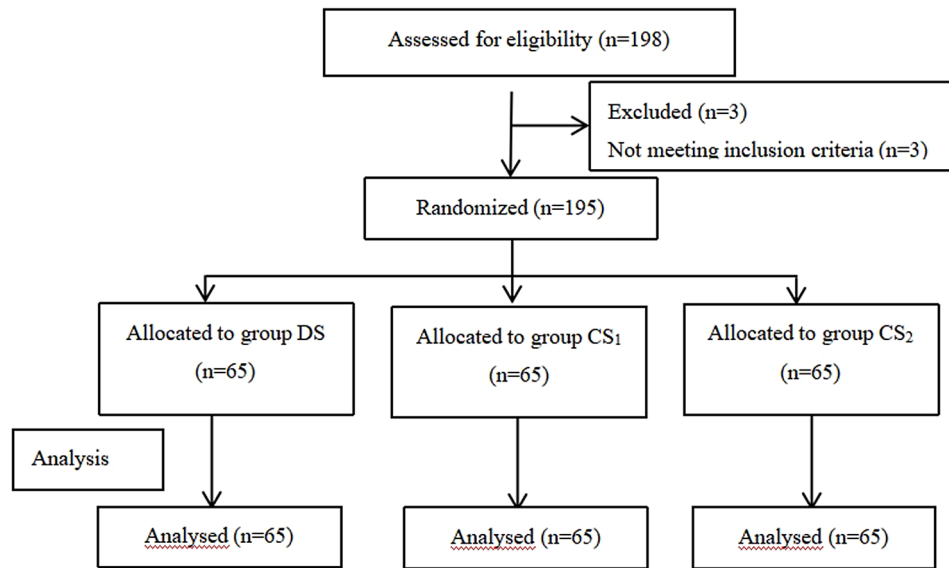 Assessed for eligibility (n=198)
Excluded (n=3)
Not meeting inclusion criteria (n=3)
Randomized (n=195)
Allocated to group DS
(n=65)
Allocated to group CS₁
(n=65)
Allocated to group CS₂
(n=65)
Analysis
Analysed (n=65)
Analysed (n=65)
Analysed (n=65)